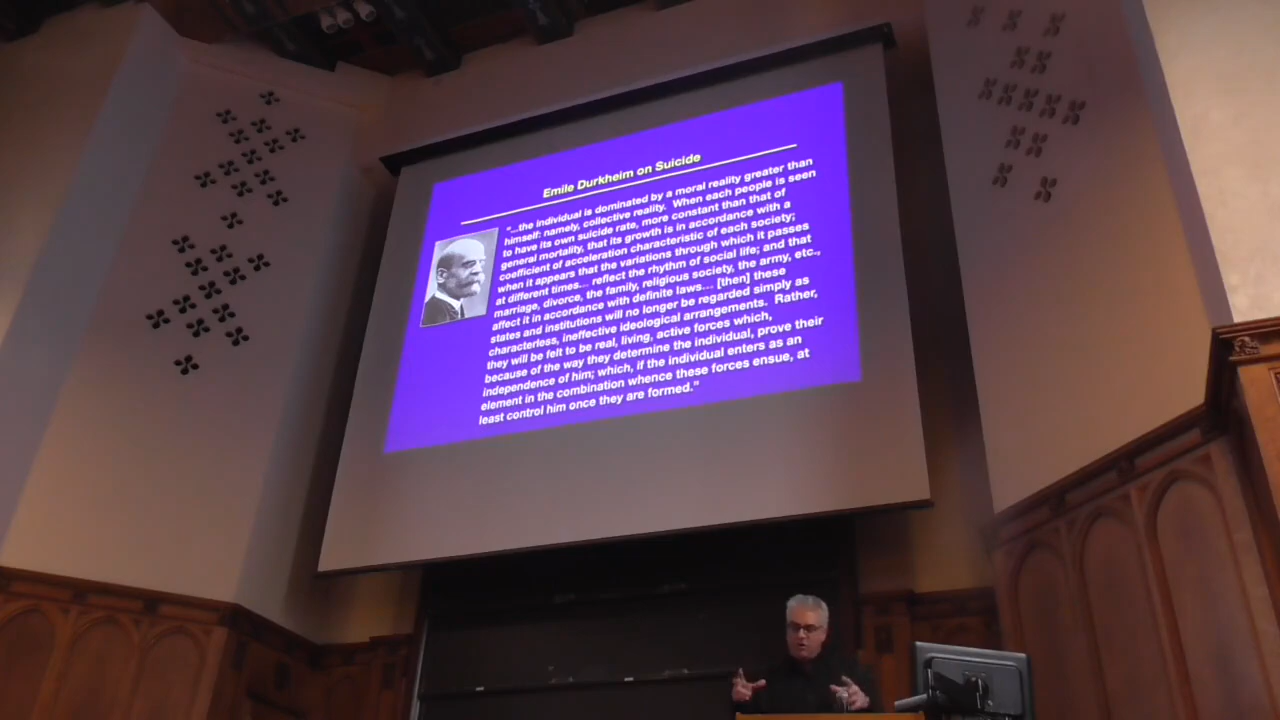 Emile Durkheim on Suicide
"...the individual is dominated by a moral reality greater than
himself: namely, collective reality. When each people is seen
to have its own suicide rate, more constant than that of
general mortality, that its growth is in accordance with a
coefficient of acceleration characteristic of each society;
when it appears that the variations through which it passes
at different times... reflect the rhythm of social life; and that
marriage, divorce, the family, religious society, the army, etc.,
affect it in accordance with definite laws... [then] these
states and institutions will no longer be regarded simply as
characterless, ineffective ideological arrangements. Rather,
they will be felt to be real, living, active forces which,
because of the way they determine the individual, prove their
independence of him; which, if the individual enters as an
element in the combination whence these forces ensue, at
least control him once they are formed."